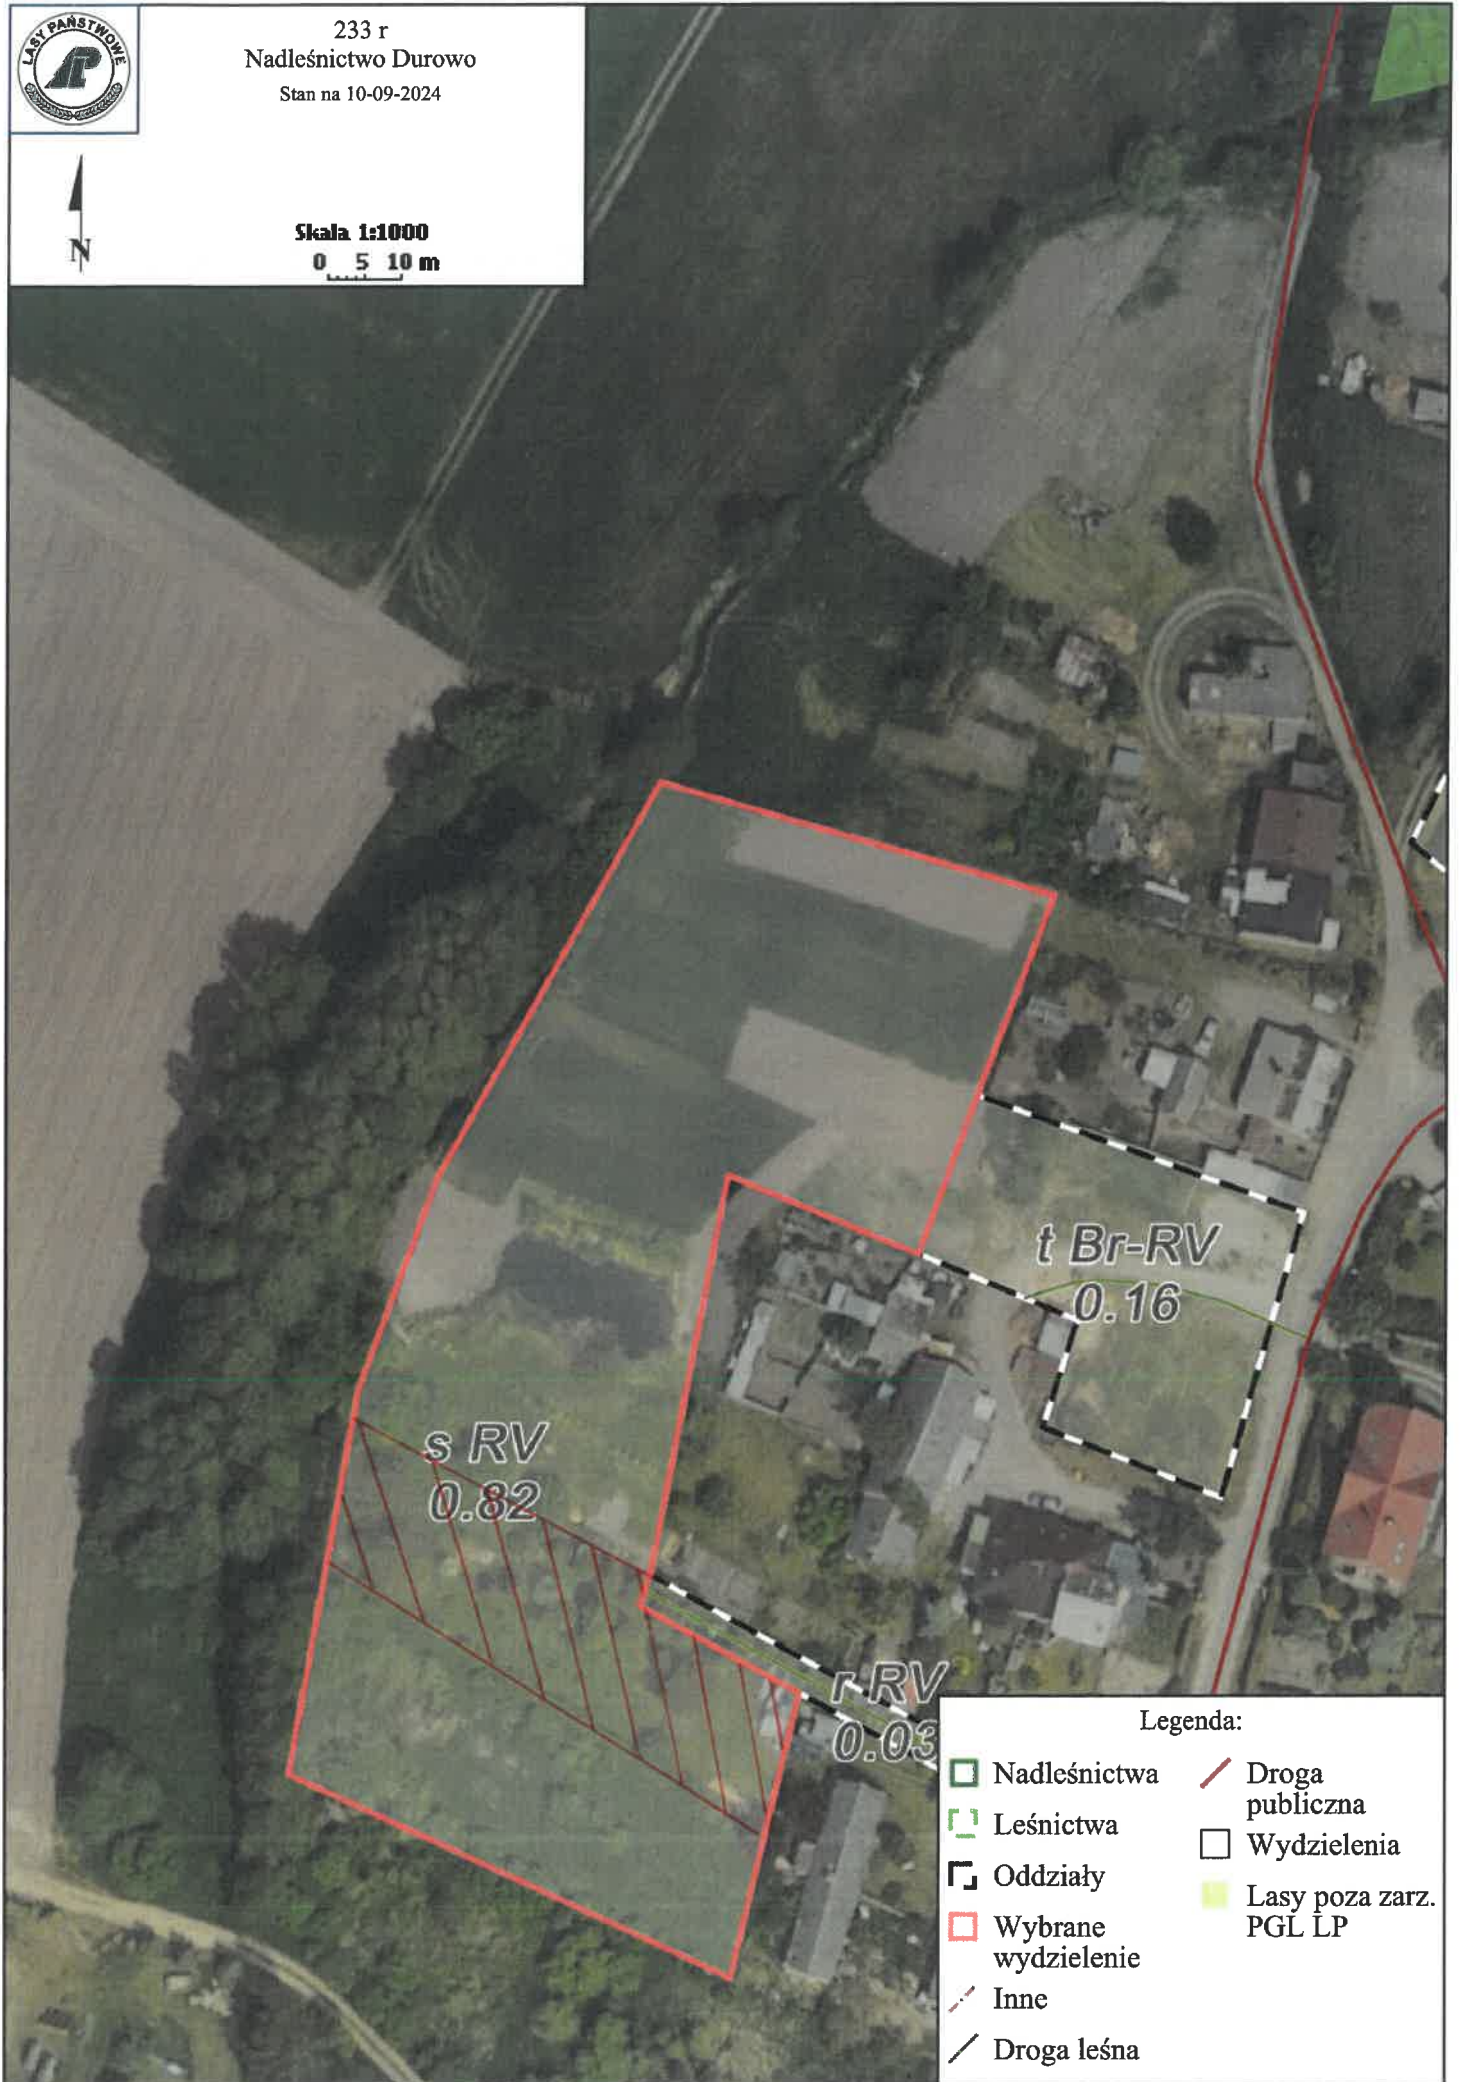 LASY PAŃSTWOWE
233 r
Nadleśnictwo Durowo
Stan na 10-09-2024
N
Skala 1:1000
0 5 10 m
t Br-RV
0.16
s RV
0.82
r RV
0.03
Legenda:
Nadleśnictwa
Leśnictwa
Oddziały
Wybrane
wydzielenie
Inne
Droga leśna
Droga
publiczna
Wydzielenia
Lasy poza zarz.
PGL LP